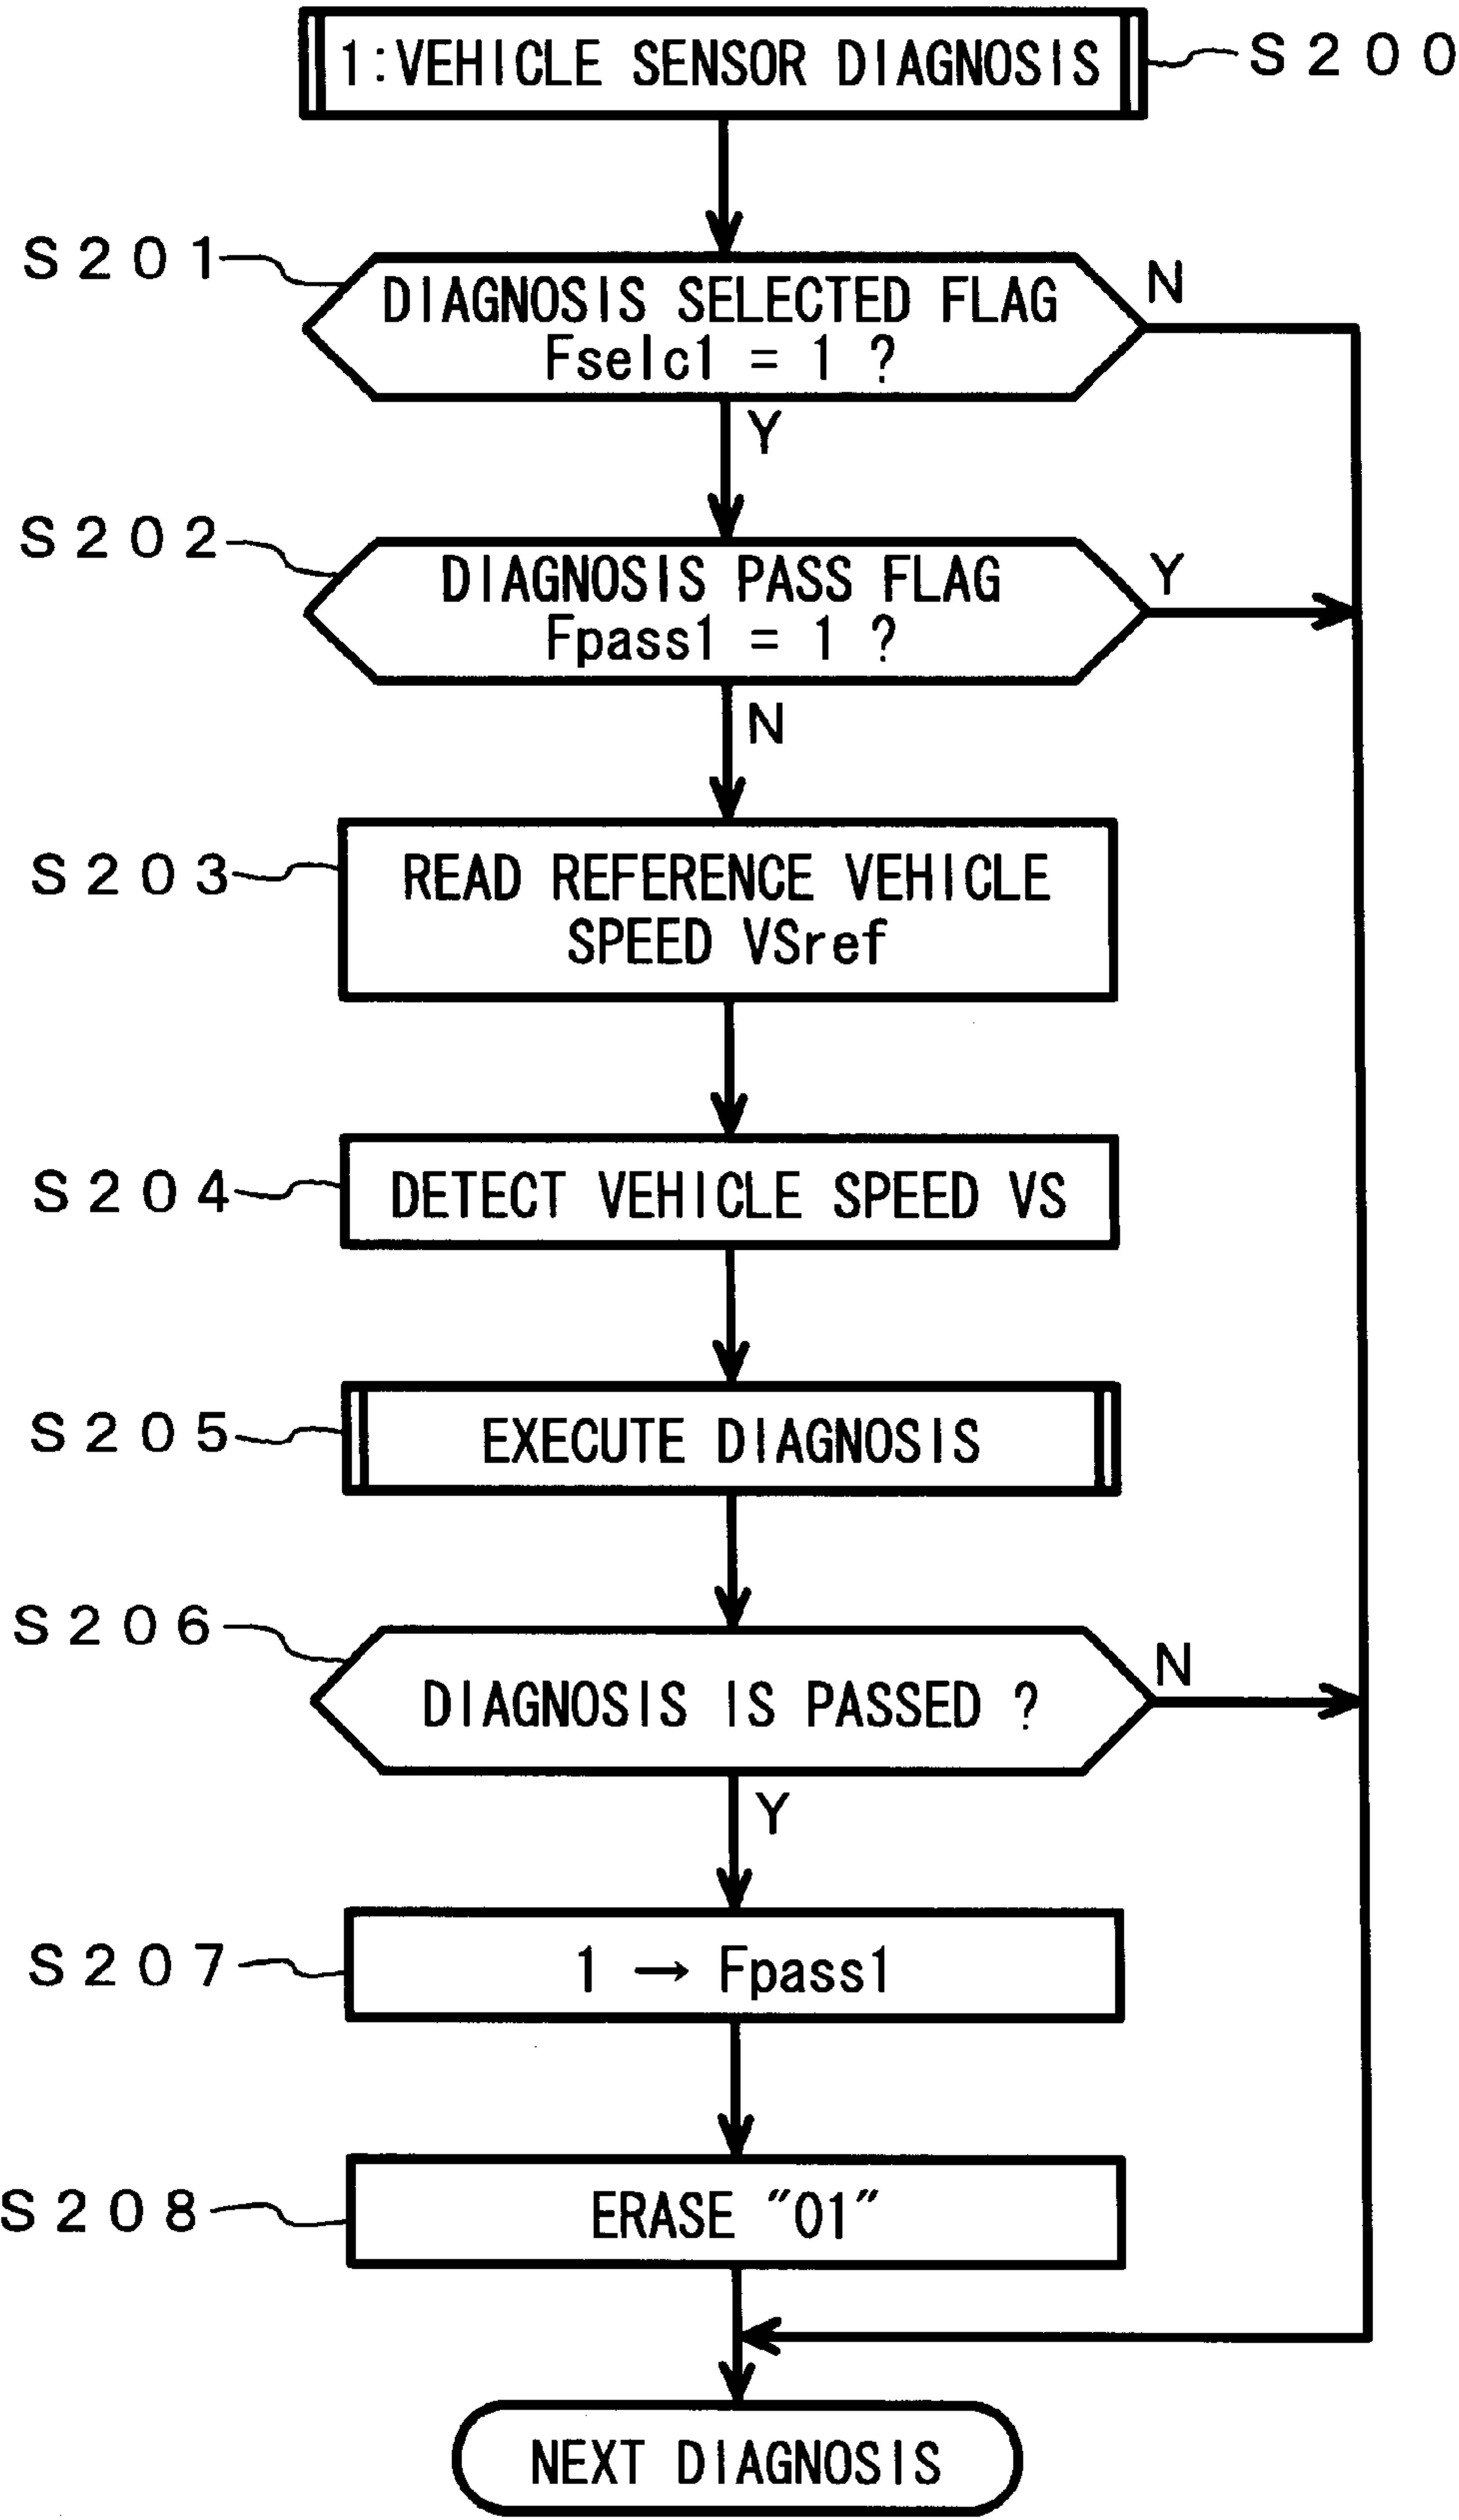 1:VEHICLE SENSOR DIAGNOSIS
S200
S201
DIAGNOSIS SELECTED FLAG
Fselc1 = 1 ?
N
Y
S202
DIAGNOSIS PASS FLAG
Fpass1 = 1 ?
Y
N
S203
READ REFERENCE VEHICLE
SPEED VSref
S204
DETECT VEHICLE SPEED VS
S205
EXECUTE DIAGNOSIS
S206
DIAGNOSIS IS PASSED ?
N
Y
S207
1 → Fpass1
S208
ERASE "01"
NEXT DIAGNOSIS